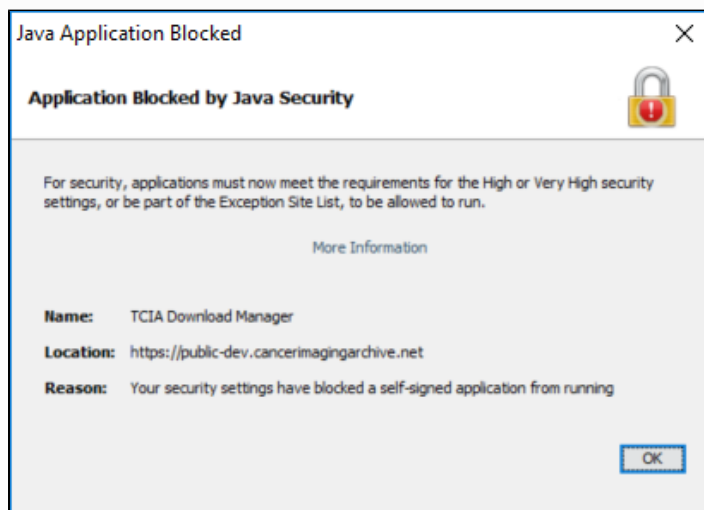 Java Application Blocked
Application Blocked by Java Security
For security, applications must now meet the requirements for the High or Very High security
settings, or be part of the Exception Site List, to be allowed to run.
More Information
Name: TCIA Download Manager
Location: https://public-dev.cancerimagingarchive.net
Reason: Your security settings have blocked a self-signed application from running
OK